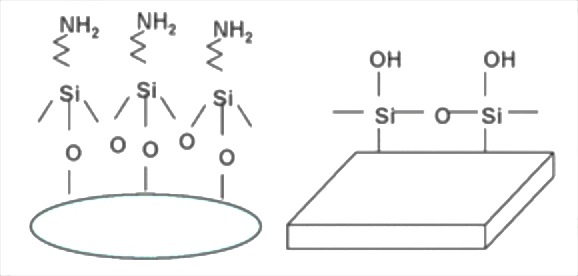 NH₂ NH₂ NH₂
OH OH
Si Si Si
Si O Si
O O O O O